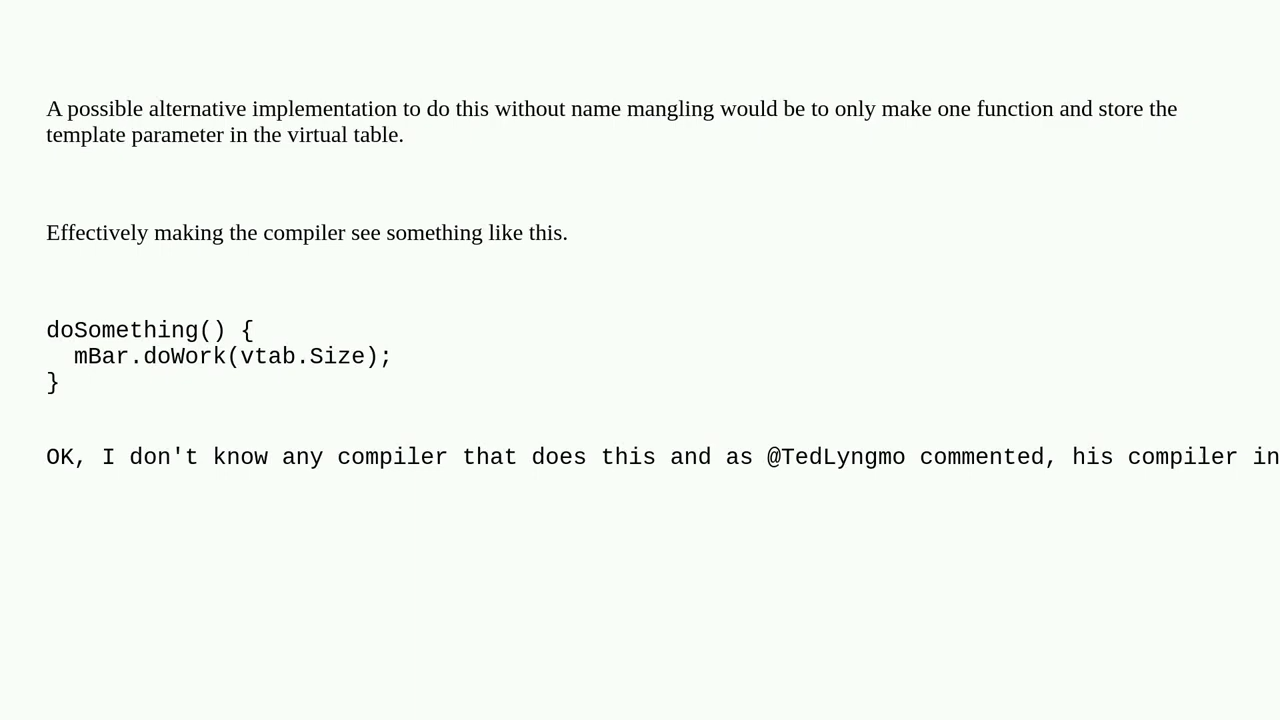 A possible alternative implementation to do this without name mangling would be to only make one function and store the
template parameter in the virtual table.
Effectively making the compiler see something like this.
doSomething() {
  mBar.doWork(vtab.Size);
}
OK, I don't know any compiler that does this and as @TedLyngmo commented, his compiler in